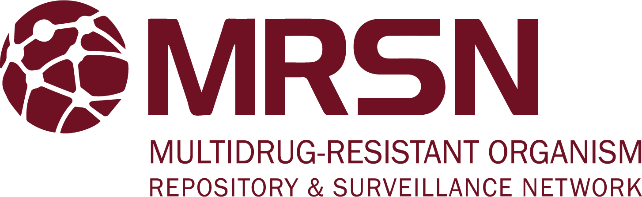 MRSN
MULTIDRUG-RESISTANT ORGANISM
REPOSITORY & SURVEILLANCE NETWORK